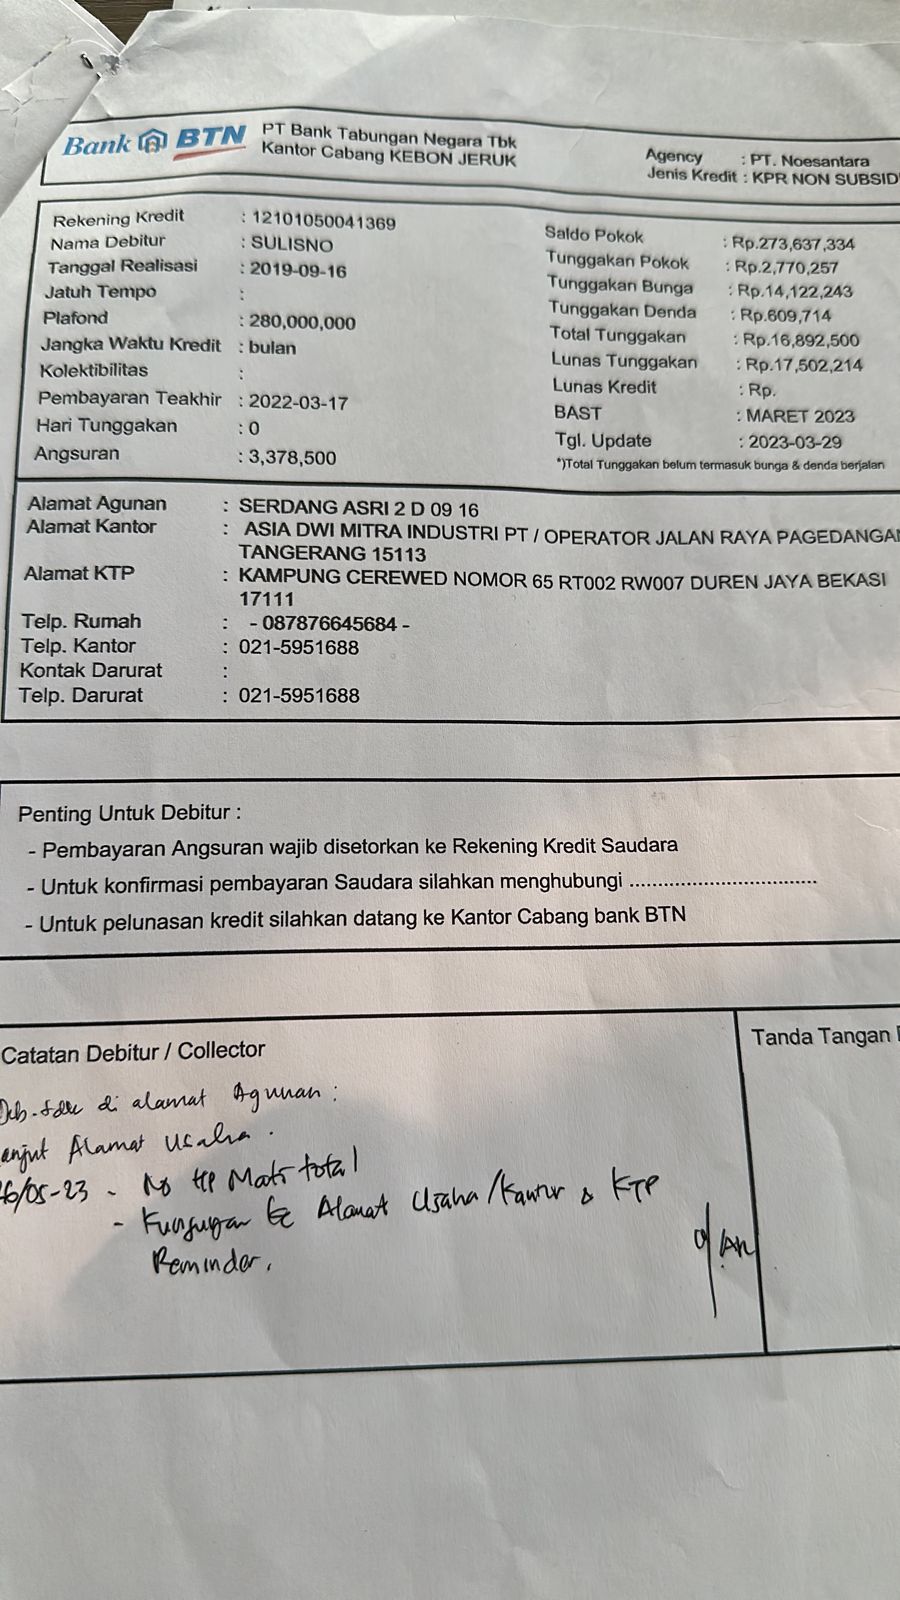 Bank BTN
PT Bank Tabungan Negara Tbk
Kantor Cabang KEBON JERUK
Agency : PT. Noesantara
Jenis Kredit : KPR NON SUBSID
Rekening Kredit : 12101050041369
Nama Debitur : SULISNO
Tanggal Realisasi : 2019-09-16
Jatuh Tempo :
Plafond : 280,000,000
Jangka Waktu Kredit : bulan
Kolektibilitas :
Pembayaran Teakhir : 2022-03-17
Hari Tunggakan : 0
Angsuran : 3,378,500
Saldo Pokok : Rp.273,637,334
Tunggakan Pokok : Rp.2,770,257
Tunggakan Bunga : Rp.14,122,243
Tunggakan Denda : Rp.609,714
Total Tunggakan : Rp.16,892,500
Lunas Tunggakan : Rp.17,502,214
Lunas Kredit : Rp.
BAST : MARET 2023
Tgl. Update : 2023-03-29
*)Total Tunggakan belum termasuk bunga & denda berjalan
Alamat Agunan : SERDANG ASRI 2 D 09 16
Alamat Kantor : ASIA DWI MITRA INDUSTRI PT / OPERATOR JALAN RAYA PAGEDANGAN
TANGERANG 15113
Alamat KTP : KAMPUNG CEREWED NOMOR 65 RT002 RW007 DUREN JAYA BEKASI
17111
Telp. Rumah : - 087876645684 -
Telp. Kantor : 021-5951688
Kontak Darurat :
Telp. Darurat : 021-5951688
Penting Untuk Debitur :
- Pembayaran Angsuran wajib disetorkan ke Rekening Kredit Saudara
- Untuk konfirmasi pembayaran Saudara silahkan menghubungi ..................................
- Untuk pelunasan kredit silahkan datang ke Kantor Cabang bank BTN
Catatan Debitur / Collector
Tanda Tangan
di alamat Agunan :
anjut Alamat Usaha.
6/05-23 - No HP Mati total
- Kunjungan ke Alamat Usaha/Kantor & KTP
Reminder.